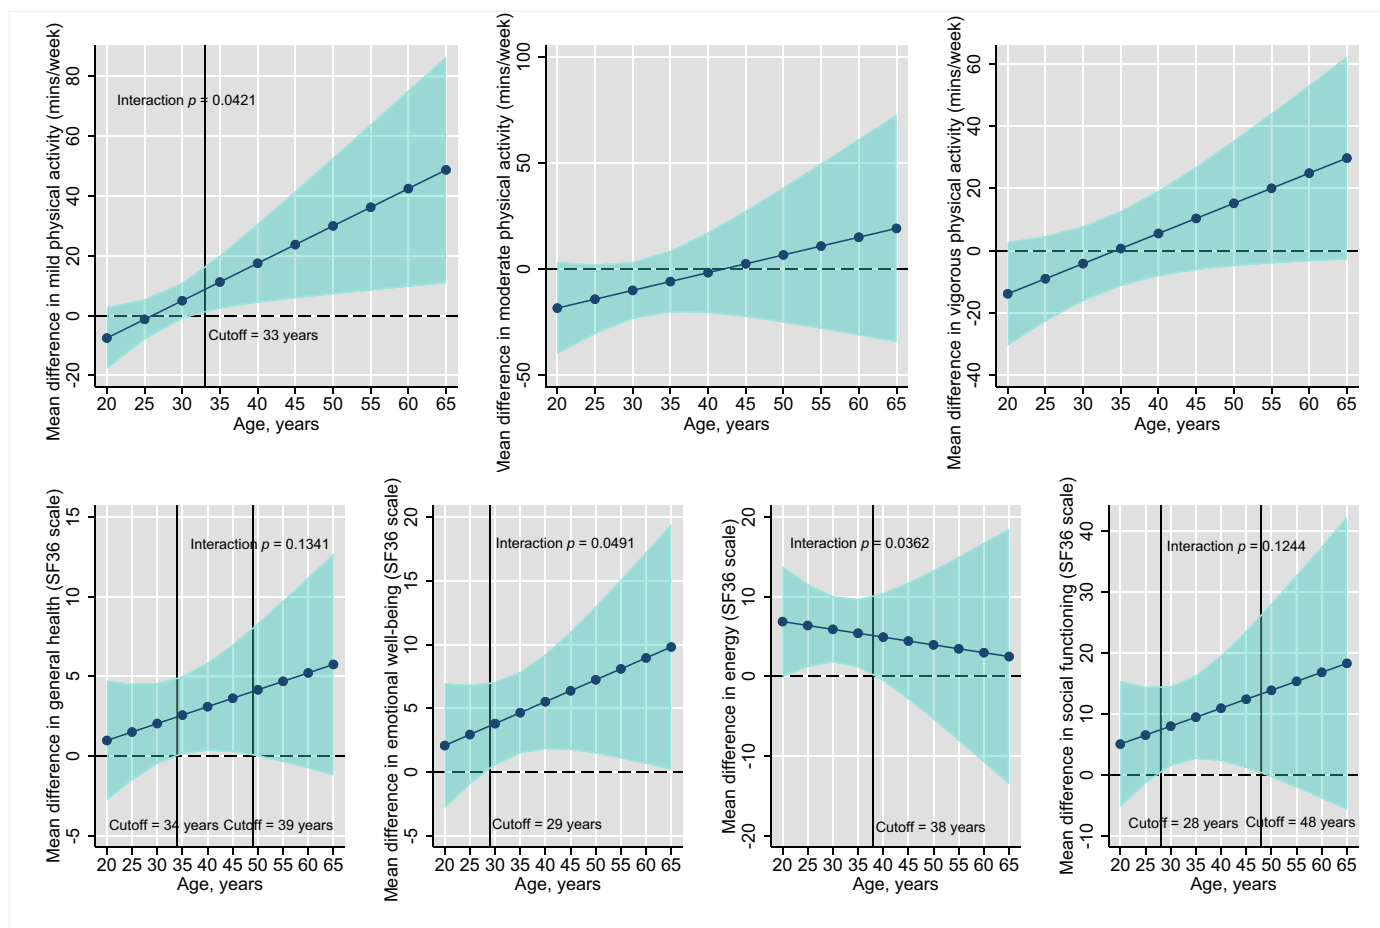 Mean difference in mild physical activity (mins/week)
80
60
40
20
0
-20
Interaction p = 0.0421
Cutoff = 33 years
20 25 30 35 40 45 50 55 60 65
Age, years
Mean difference in moderate physical activity (mins/week)
100
50
0
-50
20 25 30 35 40 45 50 55 60 65
Age, years
Mean difference in vigorous physical activity (mins/week)
60
40
20
0
-20
-40
20 25 30 35 40 45 50 55 60 65
Age, years
Mean difference in general health (SF36 scale)
15
10
5
0
-5
Interaction p = 0.1341
Cutoff = 34 years Cutoff = 39 years
20 25 30 35 40 45 50 55 60 65
Age, years
Mean difference in emotional well-being (SF36 scale)
20
15
10
5
0
-5
Interaction p = 0.0491
Cutoff = 29 years
20 25 30 35 40 45 50 55 60 65
Age, years
Mean difference in energy (SF36 scale)
20
10
0
-10
-20
Interaction p = 0.0362
Cutoff = 38 years
20 25 30 35 40 45 50 55 60 65
Age, years
Mean difference in social functioning (SF36 scale)
40
30
20
10
0
-10
Interaction p = 0.1244
Cutoff = 28 years Cutoff = 48 years
20 25 30 35 40 45 50 55 60 65
Age, years